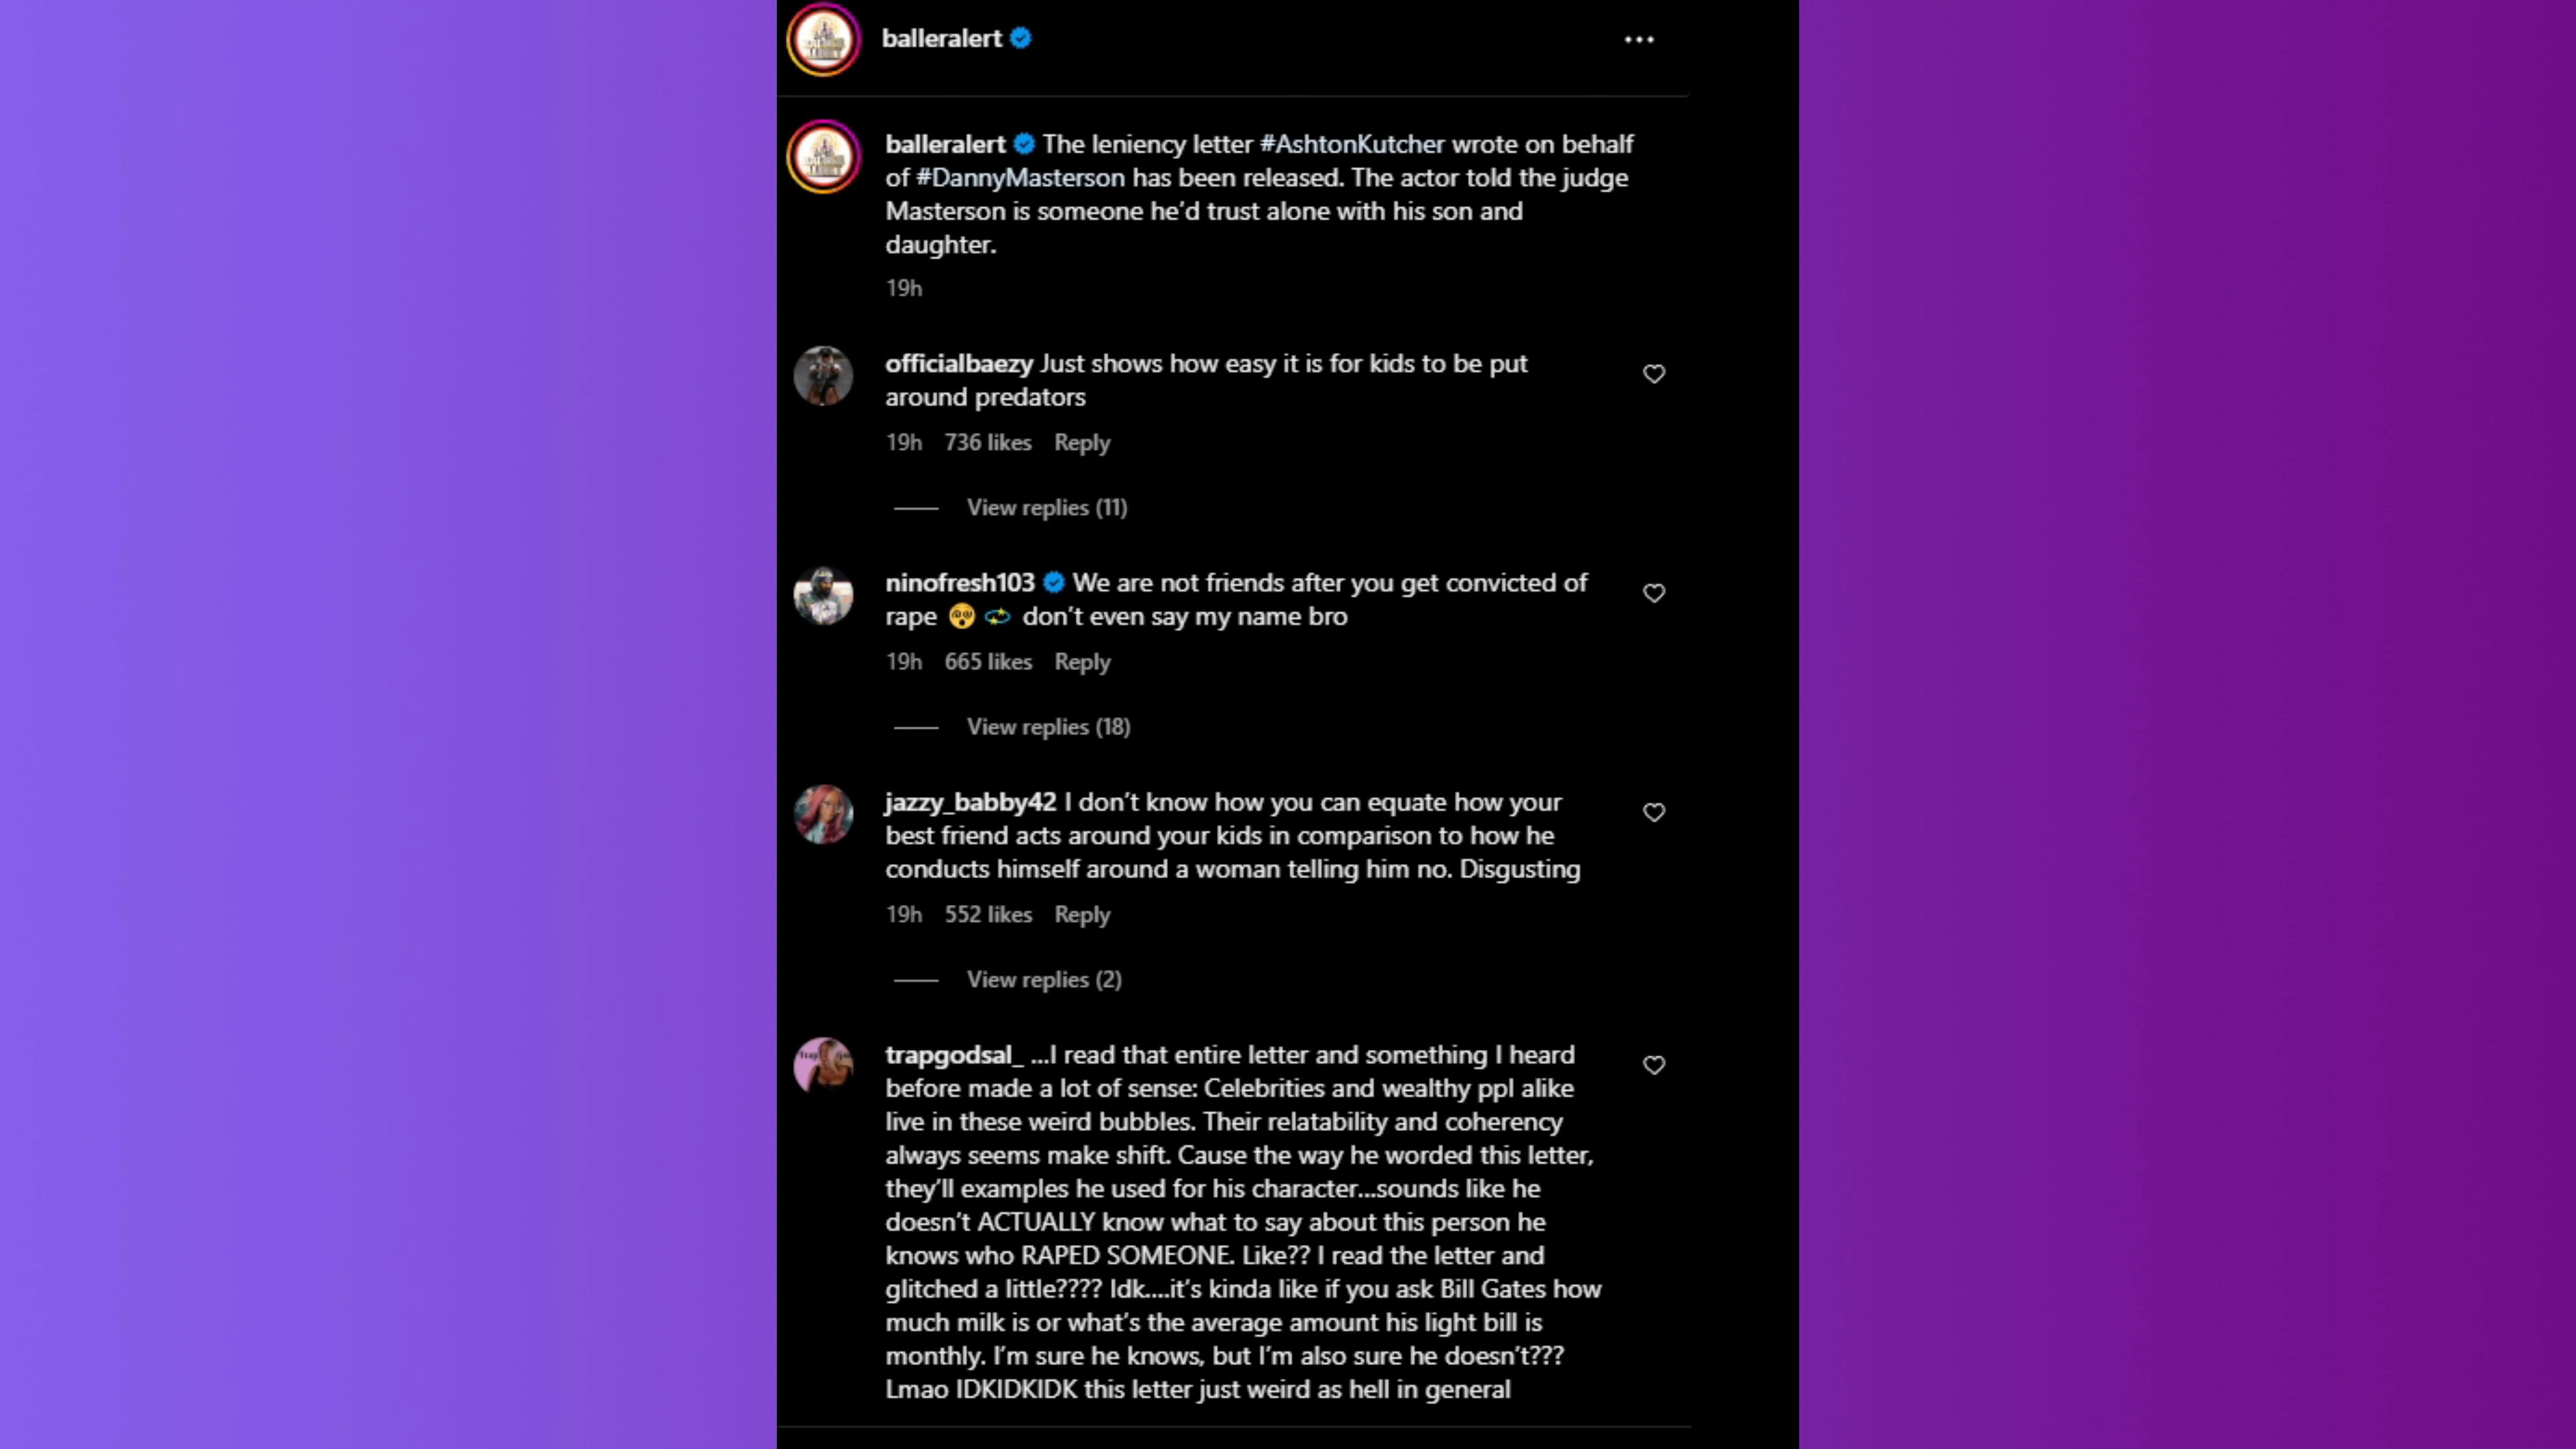 balleralert
balleralert The leniency letter #AshtonKutcher wrote on behalf
of #DannyMasterson has been released. The actor told the judge
Masterson is someone he’d trust alone with his son and
daughter.
19h
officialbaezy Just shows how easy it is for kids to be put
around predators
19h 736 likes Reply
View replies (11)
ninofresh103 We are not friends after you get convicted of
rape 😵‍💫 don’t even say my name bro
19h 665 likes Reply
View replies (18)
jazzy_babby42 I don’t know how you can equate how your
best friend acts around your kids in comparison to how he
conducts himself around a woman telling him no. Disgusting
19h 552 likes Reply
View replies (2)
trapgodsal_ ...I read that entire letter and something I heard
before made a lot of sense: Celebrities and wealthy ppl alike
live in these weird bubbles. Their relatability and coherency
always seems make shift. Cause the way he worded this letter,
they’ll examples he used for his character...sounds like he
doesn’t ACTUALLY know what to say about this person he
knows who RAPED SOMEONE. Like?? I read the letter and
glitched a little???? Idk....it’s kinda like if you ask Bill Gates how
much milk is or what’s the average amount his light bill is
monthly. I’m sure he knows, but I’m also sure he doesn’t???
Lmao IDKIDKIDK this letter just weird as hell in general